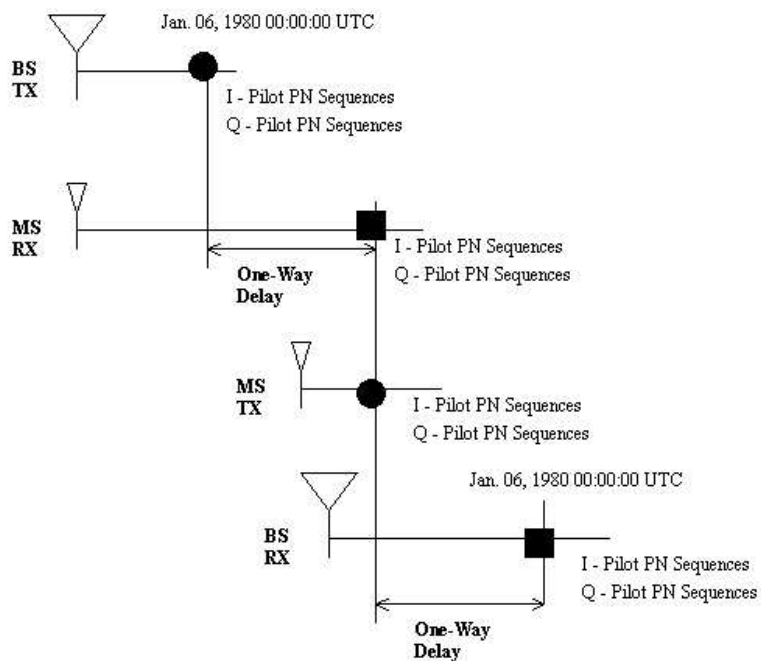 Jan. 06, 1980 00:00:00 UTC
BS
TX
I - Pilot PN Sequences
Q - Pilot PN Sequences
MS
RX
I - Pilot PN Sequences
Q - Pilot PN Sequences
One-Way
Delay
MS
TX
I - Pilot PN Sequences
Q - Pilot PN Sequences
Jan. 06, 1980 00:00:00 UTC
BS
RX
I - Pilot PN Sequences
Q - Pilot PN Sequences
One-Way
Delay